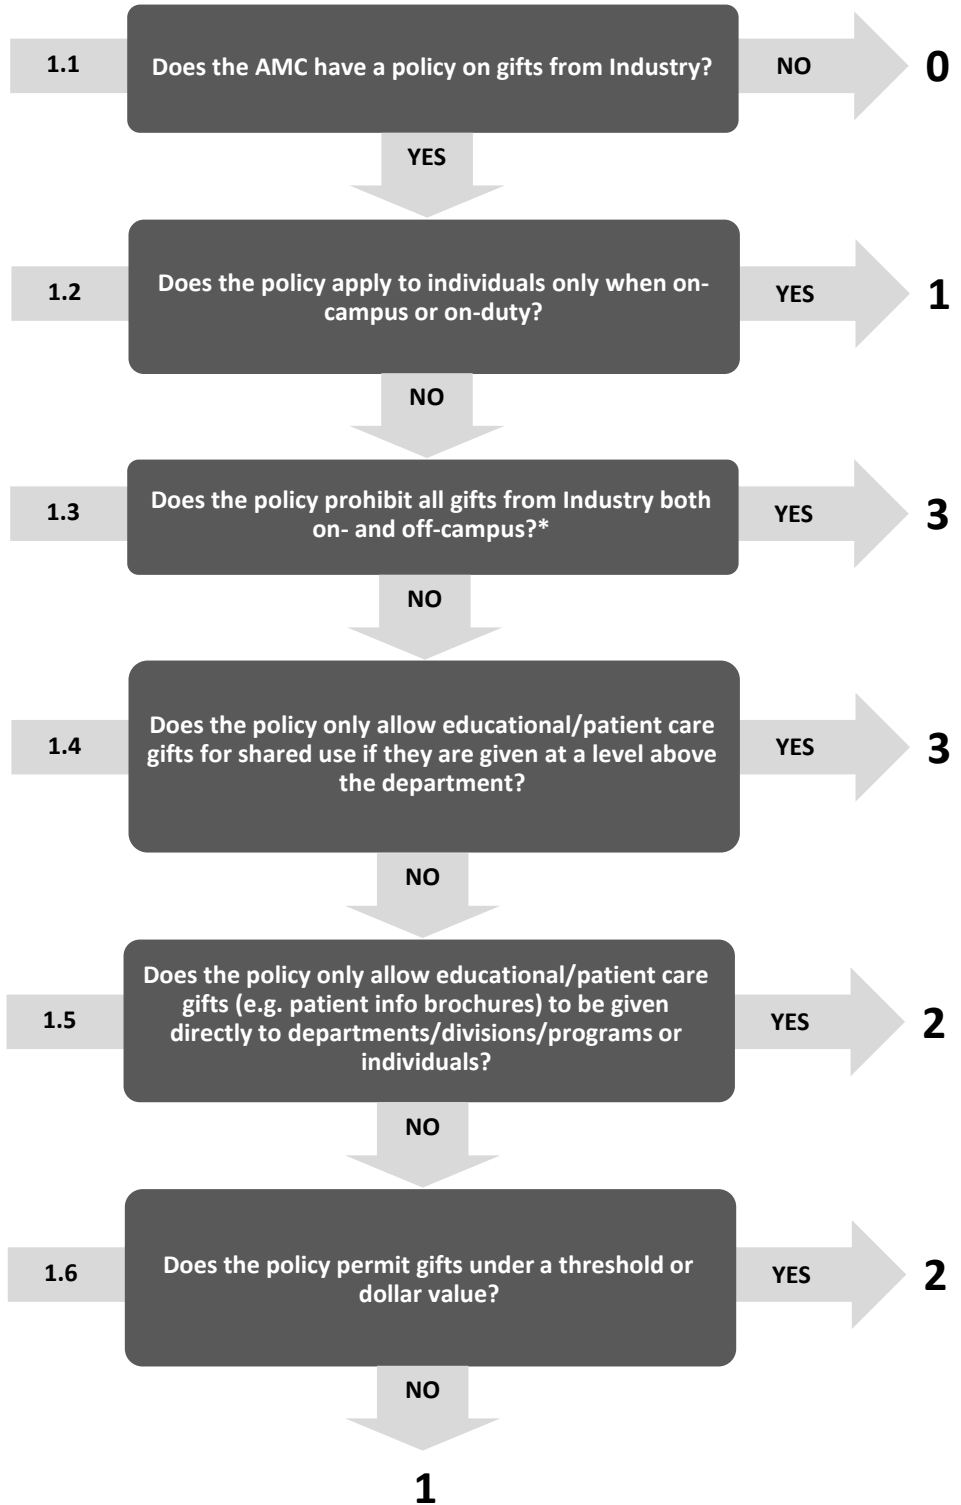 1.1
Does the AMC have a policy on gifts from Industry?
NO
0
YES
1.2
Does the policy apply to individuals only when on-
campus or on-duty?
YES
1
NO
1.3
Does the policy prohibit all gifts from Industry both
on- and off-campus?*
YES
3
NO
1.4
Does the policy only allow educational/patient care
gifts for shared use if they are given at a level above
the department?
YES
3
NO
1.5
Does the policy only allow educational/patient care
gifts (e.g. patient info brochures) to be given
directly to departments/divisions/programs or
individuals?
YES
2
NO
1.6
Does the policy permit gifts under a threshold or
dollar value?
YES
2
NO
1